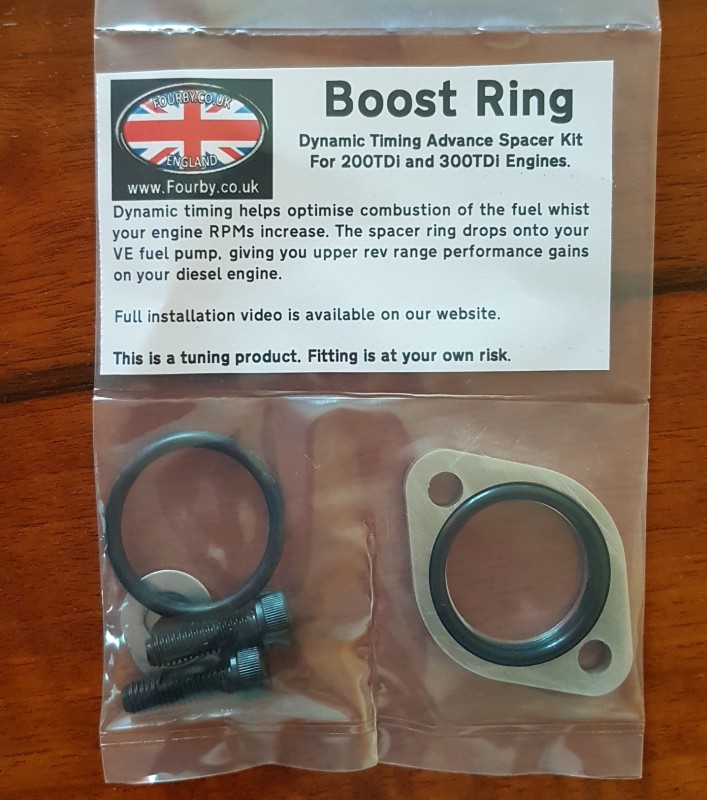 FOURBY.CO.UK
ENGLAND
www.Fourby.co.uk
Boost Ring
Dynamic Timing Advance Spacer Kit
For 200TDi and 300TDi Engines.
Dynamic timing helps optimise combustion of the fuel whist
your engine RPMs increase. The spacer ring drops onto your
VE fuel pump, giving you upper rev range performance gains
on your diesel engine.
Full installation video is available on our website.
This is a tuning product. Fitting is at your own risk.